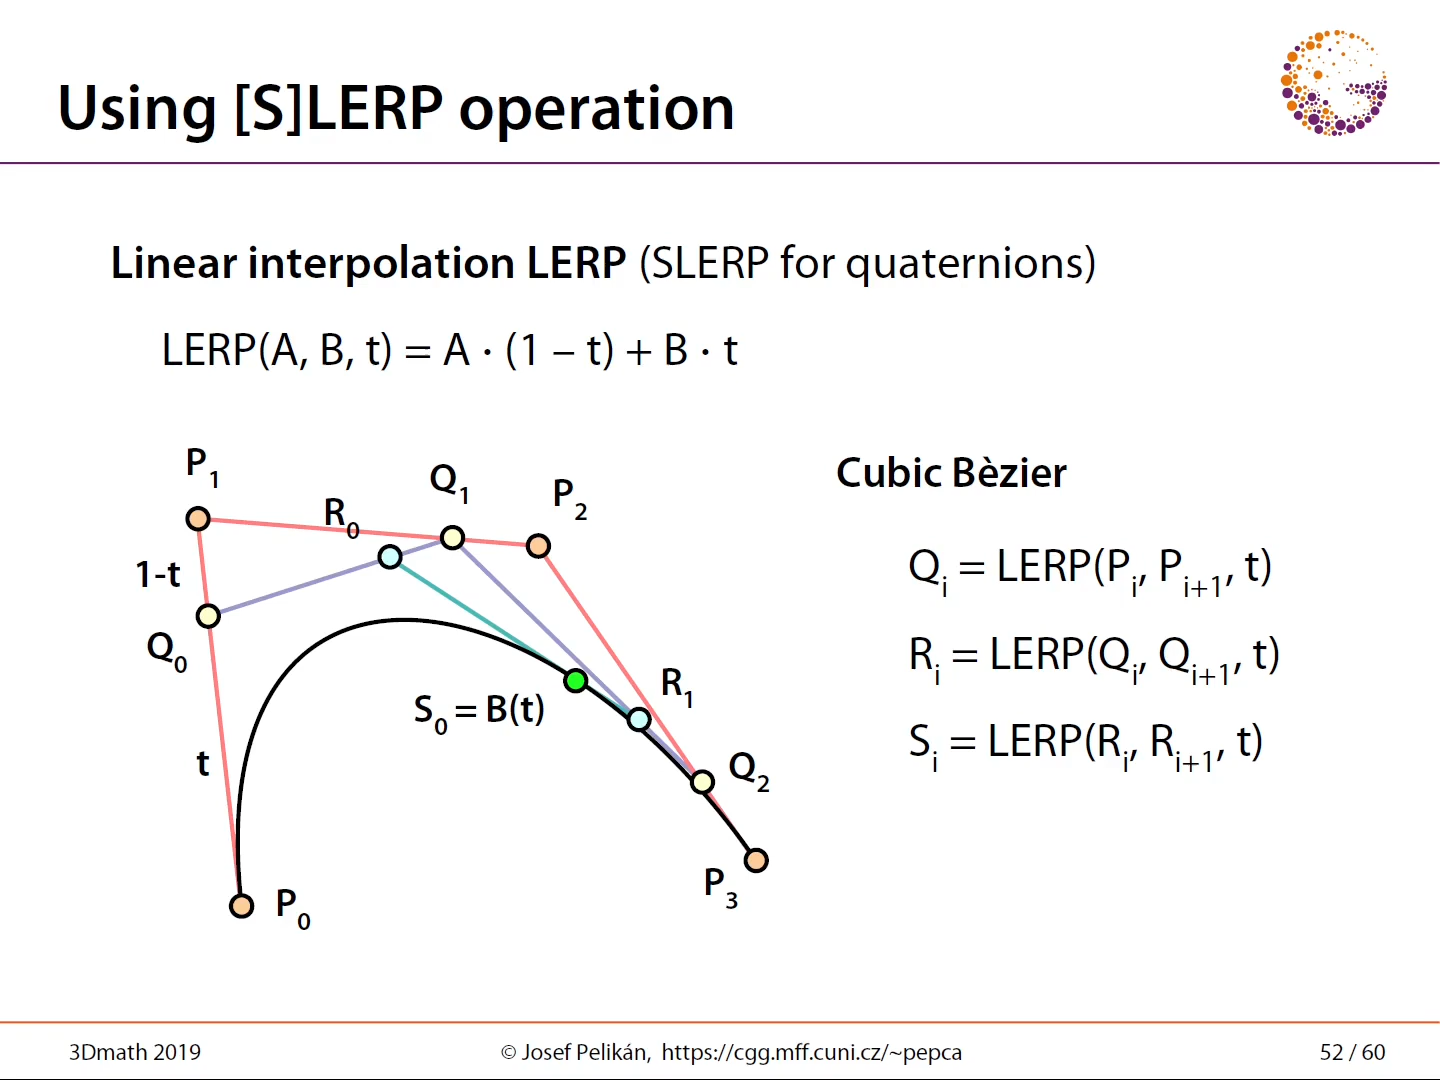 Using [S]LERP operation
Linear interpolation LERP (SLERP for quaternions)
LERP(A, B, t) = A · (1 – t) + B · t
P1
R0
Q1
P2
1-t
Q0
t
S0 = B(t)
R1
Q2
P3
P0
Cubic Bèzier
Qi = LERP(Pi, Pi+1, t)
Ri = LERP(Qi, Qi+1, t)
Si = LERP(Ri, Ri+1, t)
3Dmath 2019
© Josef Pelikán, https://cgg.mff.cuni.cz/~pepca
52 / 60